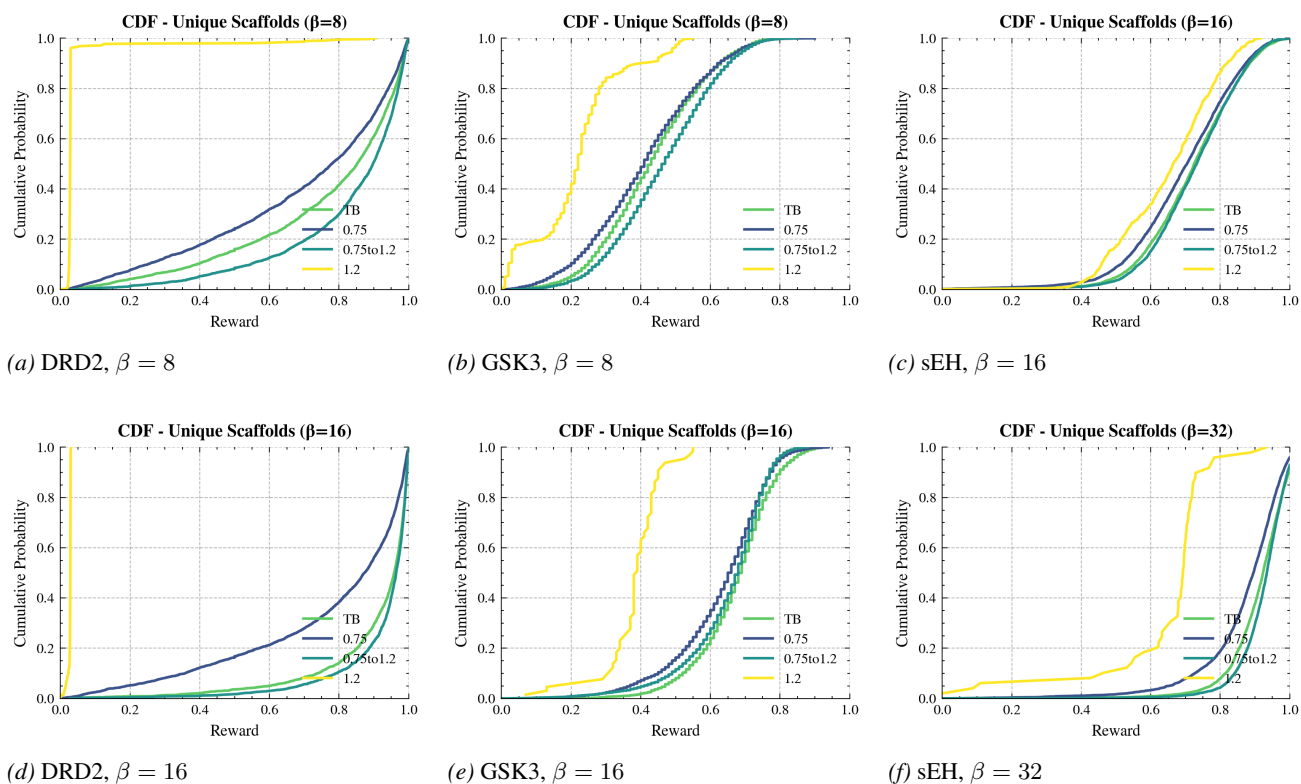 CDF - Unique Scaffolds (β=8)
CDF - Unique Scaffolds (β=8)
CDF - Unique Scaffolds (β=16)
Cumulative Probability
1.0
0.8
0.6
0.4
0.2
0.0
0.0 0.2 0.4 0.6 0.8 1.0
Reward
TB
0.75
0.75to1.2
1.2
Cumulative Probability
1.0
0.8
0.6
0.4
0.2
0.0
0.0 0.2 0.4 0.6 0.8 1.0
Reward
TB
0.75
0.75to1.2
1.2
Cumulative Probability
1.0
0.8
0.6
0.4
0.2
0.0
0.0 0.2 0.4 0.6 0.8 1.0
Reward
TB
0.75
0.75to1.2
1.2
(a) DRD2, β = 8
(b) GSK3, β = 8
(c) sEH, β = 16
CDF - Unique Scaffolds (β=16)
CDF - Unique Scaffolds (β=16)
CDF - Unique Scaffolds (β=32)
Cumulative Probability
1.0
0.8
0.6
0.4
0.2
0.0
0.0 0.2 0.4 0.6 0.8 1.0
Reward
TB
0.75
0.75to1.2
1.2
Cumulative Probability
1.0
0.8
0.6
0.4
0.2
0.0
0.0 0.2 0.4 0.6 0.8 1.0
Reward
TB
0.75
0.75to1.2
1.2
Cumulative Probability
1.0
0.8
0.6
0.4
0.2
0.0
0.0 0.2 0.4 0.6 0.8 1.0
Reward
TB
0.75
0.75to1.2
1.2
(d) DRD2, β = 16
(e) GSK3, β = 16
(f) sEH, β = 32